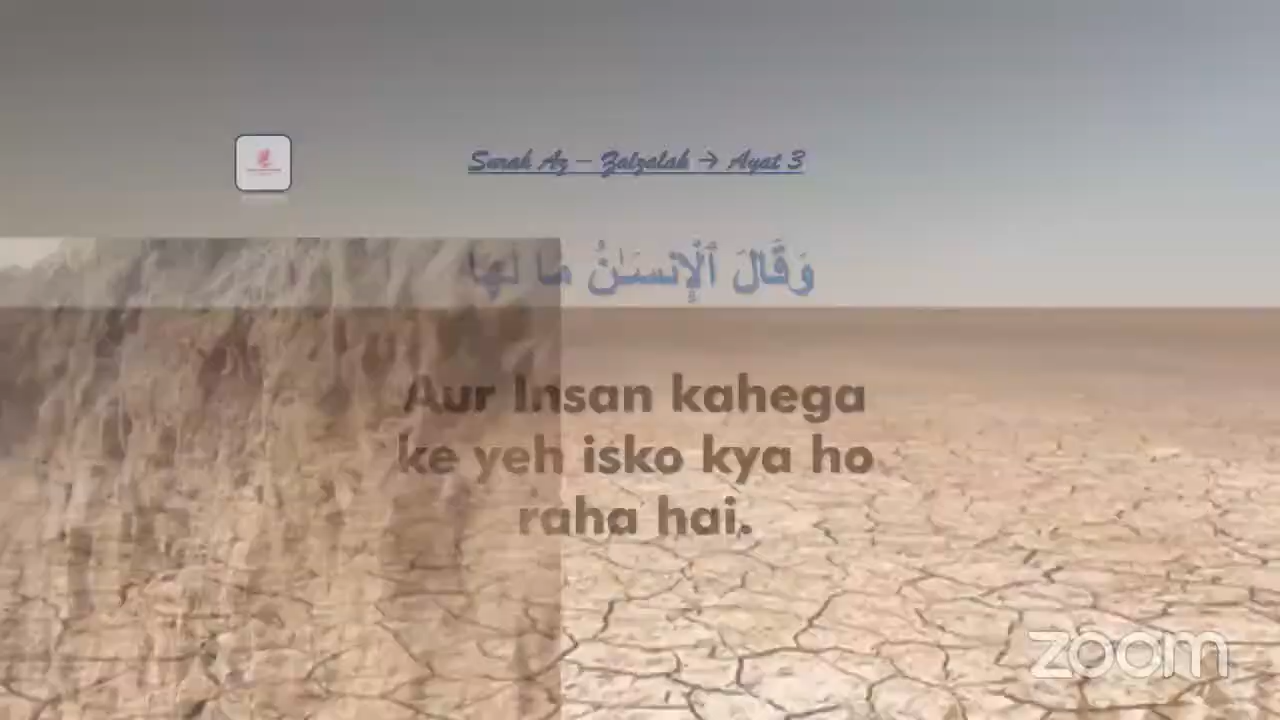 Surah Az – Zalzalah → Ayat 3
وَقَالَ ٱلْإِنسَـٰنُ مَا لَهَا
Aur Insan kahega
ke yeh isko kya ho
raha hai.
zoom